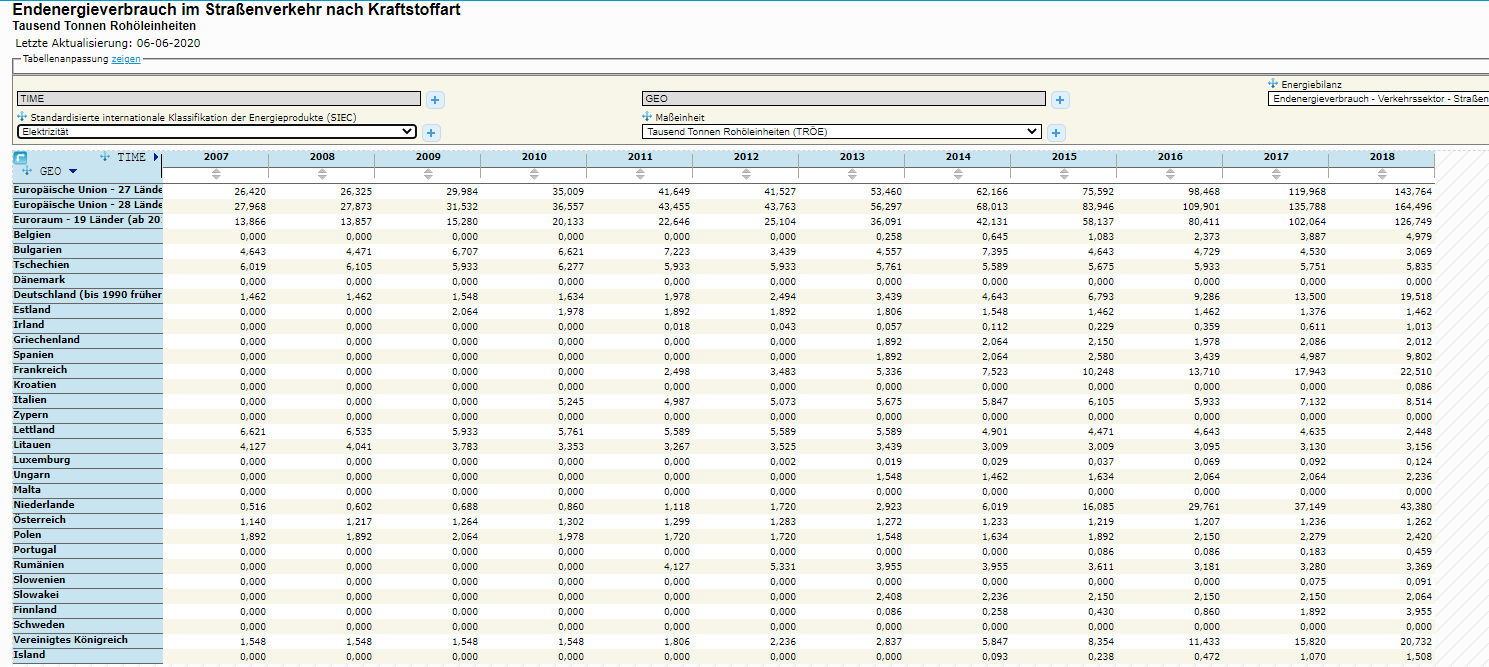 Endenergieverbrauch im Straßenverkehr nach Kraftstoffart
Tausend Tonnen Rohöleinheiten
Letzte Aktualisierung: 06-06-2020
Tabellenanpassung zeigen
Energiebilanz
TIME GEO Endenergieverbrauch - Verkehrssektor - Straßen
Standardisierte internationale Klassifikation der Energieprodukte (SIEC) Maßeinheit
Elektrizität Tausend Tonnen Rohöleinheiten (TRÖE)
TIME 2007 2008 2009 2010 2011 2012 2013 2014 2015 2016 2017 2018
GEO
Europäische Union - 27 Lände 26,420 26,325 29,984 35,009 41,649 41,527 53,460 62,166 75,592 98,468 119,968 143,764
Europäische Union - 28 Lände 27,968 27,873 31,532 36,557 43,455 43,763 56,297 68,013 83,946 109,901 135,788 164,496
Euroraum - 19 Länder (ab 20 13,866 13,857 15,280 20,133 22,646 25,104 36,091 42,131 58,137 80,411 102,064 126,749
Belgien 0,000 0,000 0,000 0,000 0,000 0,000 0,258 0,645 1,083 2,373 3,887 4,979
Bulgarien 4,643 4,471 6,707 6,621 7,223 3,439 4,557 7,395 4,643 4,729 4,530 3,069
Tschechien 6,019 6,105 5,933 6,277 5,933 5,933 5,761 5,589 5,675 5,933 5,751 5,835
Dänemark 0,000 0,000 0,000 0,000 0,000 0,000 0,000 0,000 0,000 0,000 0,000 0,000
Deutschland (bis 1990 früher 1,462 1,462 1,548 1,634 1,978 2,494 3,439 4,643 6,793 9,286 13,500 19,518
Estland 0,000 0,000 2,064 1,978 1,892 1,892 1,806 1,548 1,462 1,462 1,376 1,462
Irland 0,000 0,000 0,000 0,000 0,018 0,043 0,057 0,112 0,229 0,359 0,611 1,013
Griechenland 0,000 0,000 0,000 0,000 0,000 0,000 1,892 2,064 2,150 1,978 2,086 2,012
Spanien 0,000 0,000 0,000 0,000 0,000 0,000 1,892 2,064 2,580 3,439 4,987 9,802
Frankreich 0,000 0,000 0,000 0,000 2,498 3,483 5,336 7,523 10,248 13,710 17,943 22,510
Kroatien 0,000 0,000 0,000 0,000 0,000 0,000 0,000 0,000 0,000 0,000 0,000 0,086
Italien 0,000 0,000 0,000 5,245 4,987 5,073 5,675 5,847 6,105 5,933 7,132 8,514
Zypern 0,000 0,000 0,000 0,000 0,000 0,000 0,000 0,000 0,000 0,000 0,000 0,000
Lettland 6,621 6,535 5,933 5,761 5,589 5,589 5,589 4,901 4,471 4,643 4,635 2,448
Litauen 4,127 4,041 3,783 3,353 3,267 3,525 3,439 3,009 3,009 3,095 3,130 3,156
Luxemburg 0,000 0,000 0,000 0,000 0,000 0,002 0,019 0,029 0,037 0,069 0,092 0,124
Ungarn 0,000 0,000 0,000 0,000 0,000 0,000 1,548 1,462 1,634 2,064 2,064 2,236
Malta 0,000 0,000 0,000 0,000 0,000 0,000 0,000 0,000 0,000 0,000 0,000 0,000
Niederlande 0,516 0,602 0,688 0,860 1,118 1,720 2,923 6,019 16,085 29,761 37,149 43,380
Österreich 1,140 1,217 1,264 1,302 1,299 1,283 1,272 1,233 1,219 1,207 1,236 1,262
Polen 1,892 1,892 2,064 1,978 1,720 1,720 1,548 1,634 1,892 2,150 2,279 2,420
Portugal 0,000 0,000 0,000 0,000 0,000 0,000 0,000 0,000 0,086 0,086 0,183 0,459
Rumänien 0,000 0,000 0,000 0,000 4,127 5,331 3,955 3,955 3,611 3,181 3,280 3,369
Slowenien 0,000 0,000 0,000 0,000 0,000 0,000 0,000 0,000 0,000 0,000 0,075 0,091
Slowakei 0,000 0,000 0,000 0,000 0,000 0,000 2,408 2,236 2,150 2,150 2,150 2,064
Finnland 0,000 0,000 0,000 0,000 0,000 0,000 0,086 0,258 0,430 0,860 1,892 3,955
Schweden 0,000 0,000 0,000 0,000 0,000 0,000 0,000 0,000 0,000 0,000 0,000 0,000
Vereinigtes Königreich 1,548 1,548 1,548 1,548 1,806 2,236 2,837 5,847 8,354 11,433 15,820 20,732
Island 0,000 0,000 0,000 0,000 0,000 0,000 0,000 0,093 0,238 0,472 1,070 1,508